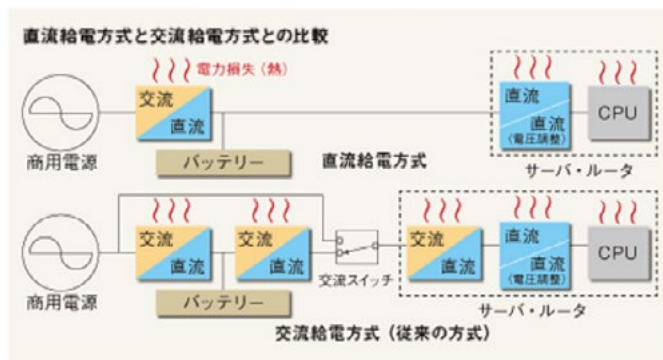 直流給電方式と交流給電方式との比較
電力損失(熱)
商用電源
交流
直流
バッテリー
直流給電方式
直流
直流
(電圧調整)
CPU
サーバ・ルータ
商用電源
交流
直流
バッテリー
交流
直流
交流スイッチ
交流
直流
直流
直流
(電圧調整)
CPU
サーバ・ルータ
交流給電方式(従来の方式)